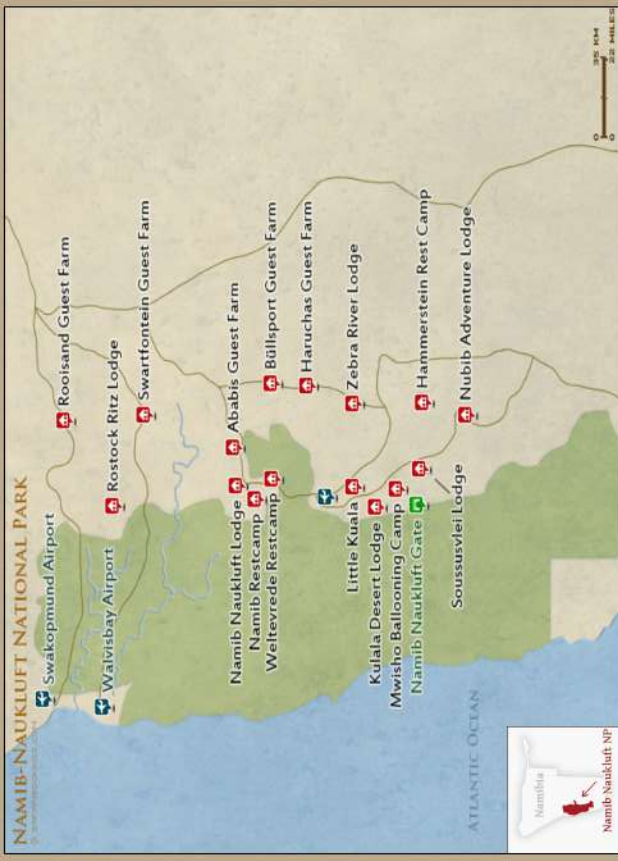 NAMIB-NAUKLUFT NATIONAL PARK
Swakopmund Airport
Walvisbay Airport
Rooisand Guest Farm
Rostock Ritz Lodge
Swartfontein Guest Farm
Namib Naukluft Lodge
Ababis Guest Farm
Namib Restcamp
Weltevrede Restcamp
Büllsport Guest Farm
Haruchas Guest Farm
Little Kuala
Zebra River Lodge
Kulala Desert Lodge
Mwisho Ballooning Camp
Namib Naukluft Gate
Hammerstein Rest Camp
Soussusvlei Lodge
Nubib Adventure Lodge
ATLANTIC OCEAN
Namibia
Namib Naukluft NP
0 35 KM
0 22 MILES